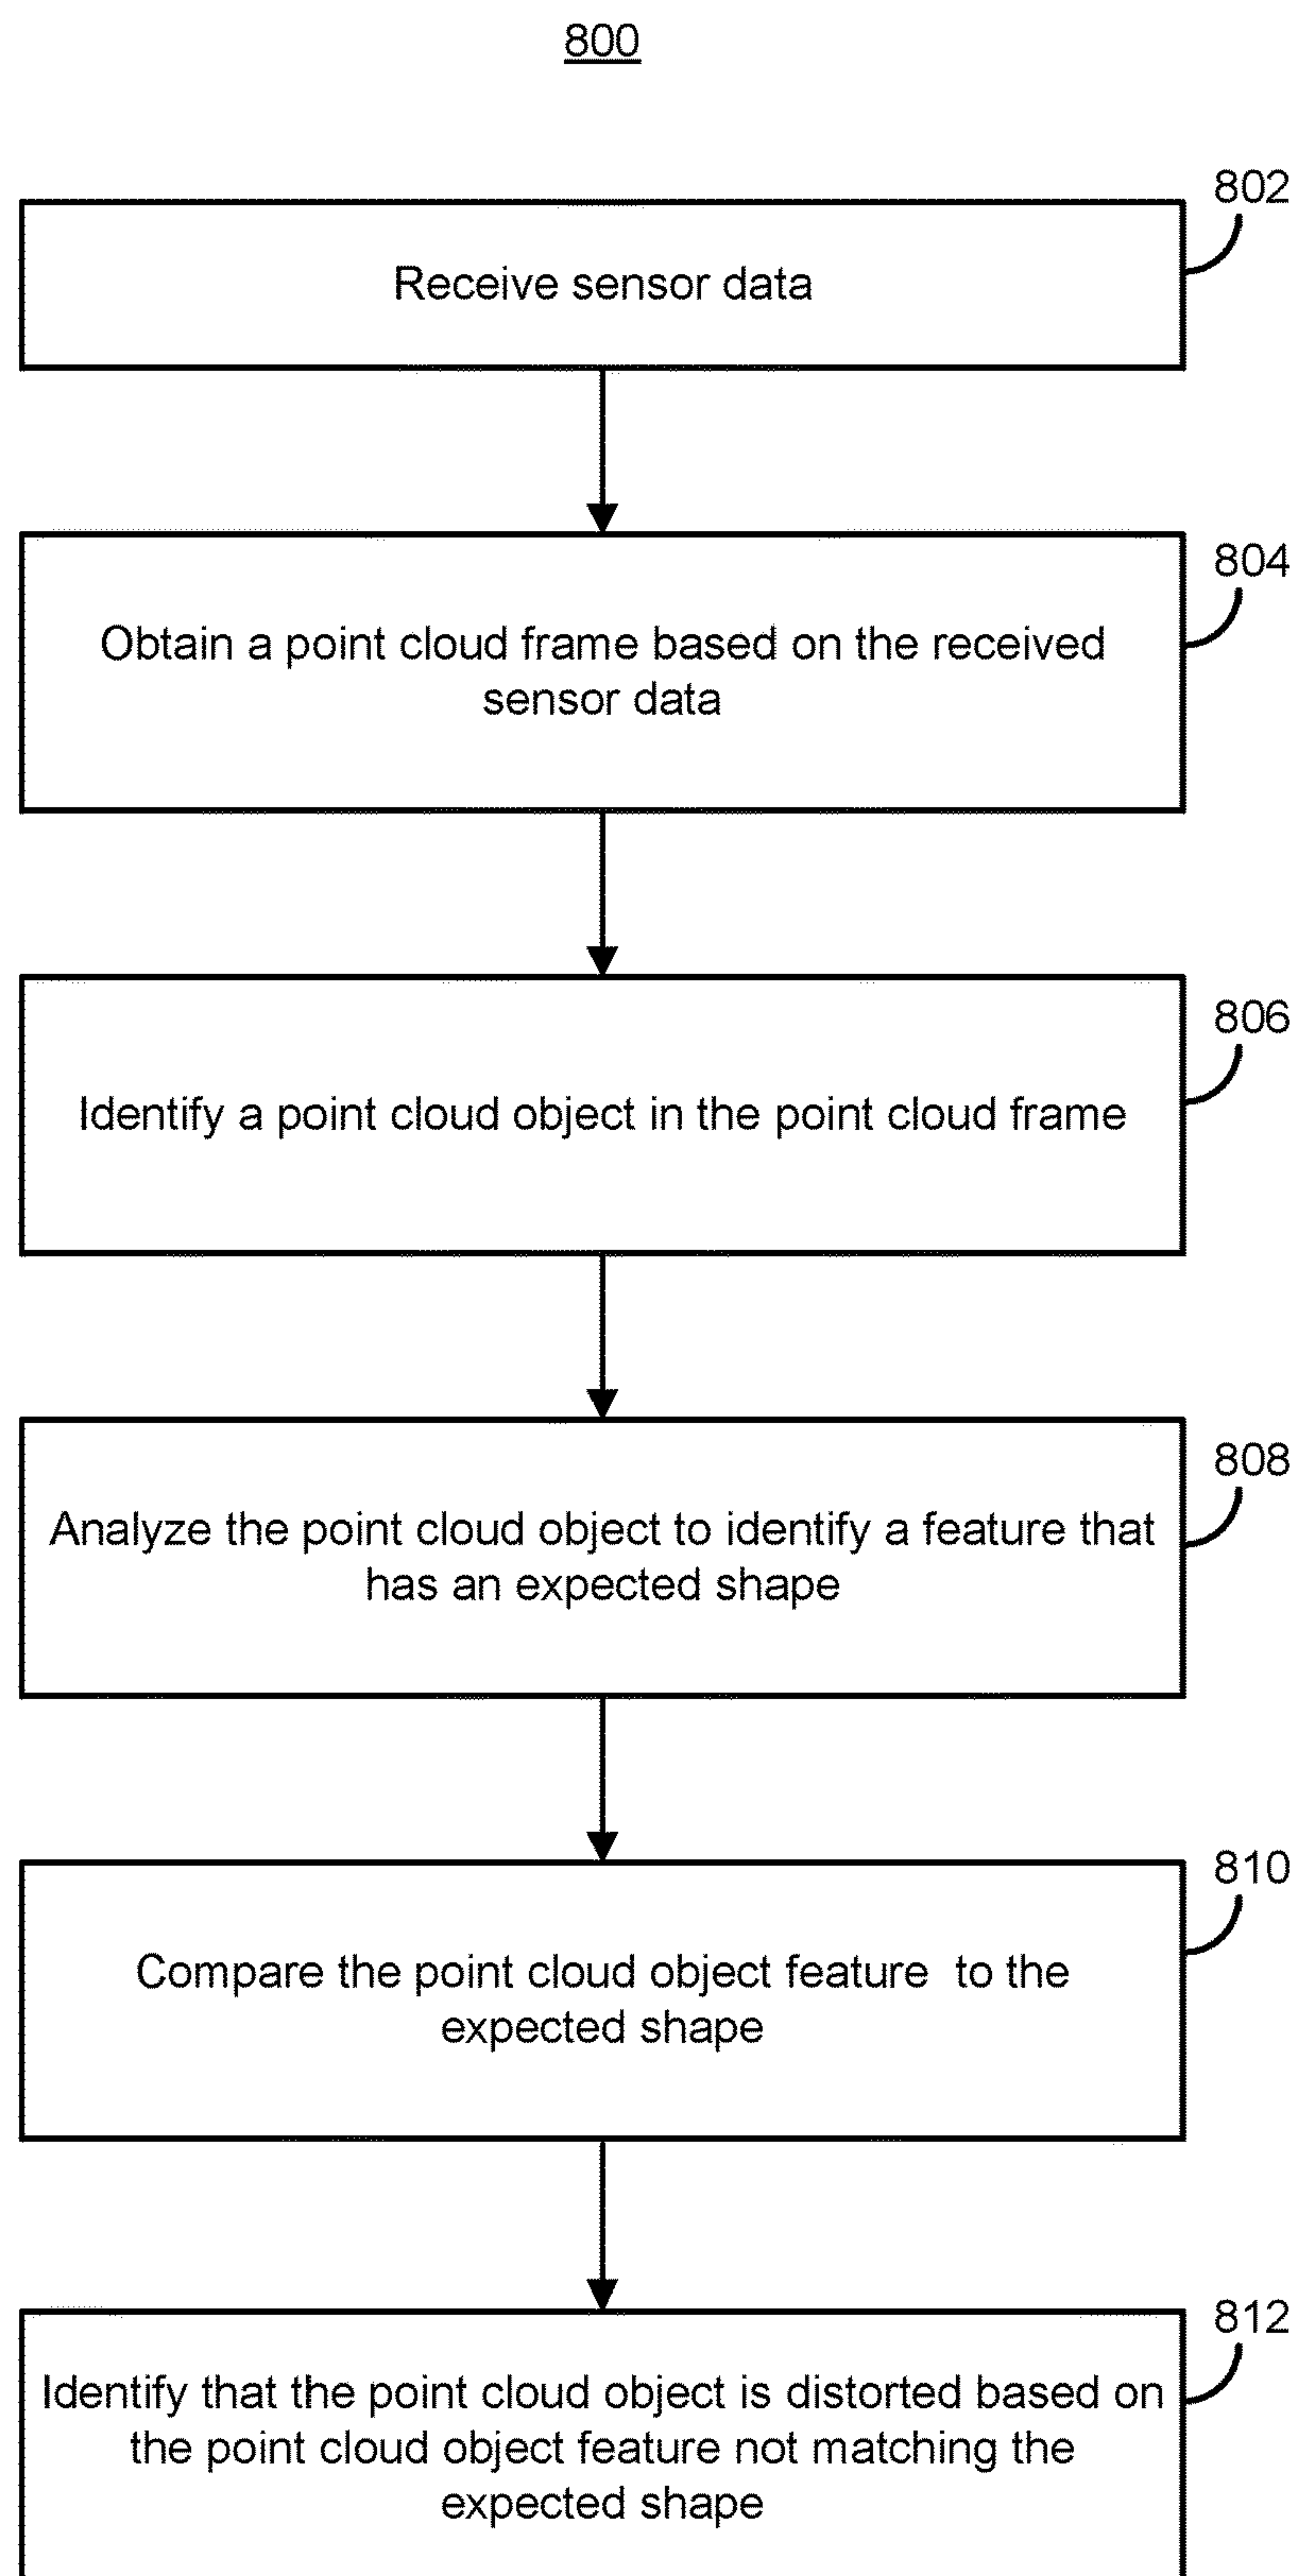 800
802
Receive sensor data
804
Obtain a point cloud frame based on the received
sensor data
806
Identify a point cloud object in the point cloud frame
808
Analyze the point cloud object to identify a feature that
has an expected shape
810
Compare the point cloud object feature  to the
expected shape
812
Identify that the point cloud object is distorted based on
the point cloud object feature not matching the
expected shape